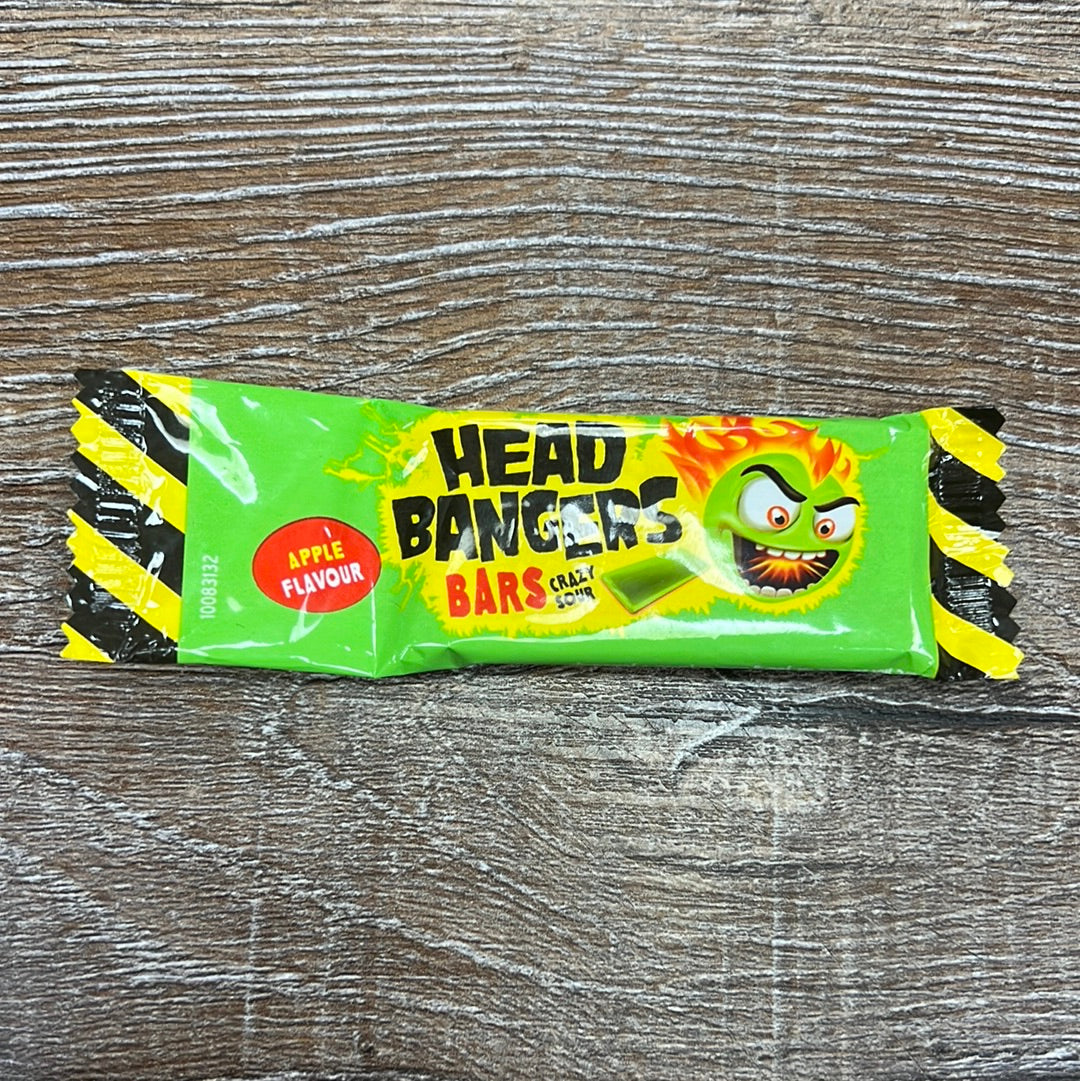 APPLE
FLAVOUR
10083132
HEAD
BANGERS
BARS
CRAZY
SOUR